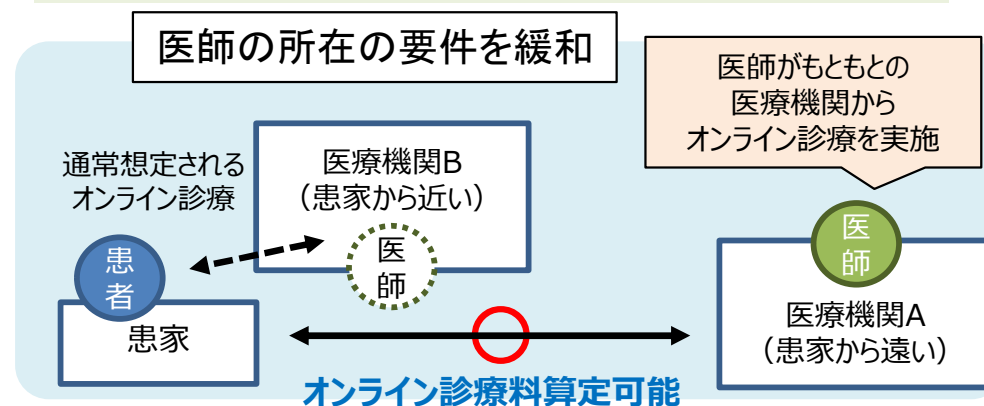 医師の所在の要件を緩和
医師がもともとの
医療機関から
オンライン診療を実施
通常想定される
オンライン診療
医療機関B
（患家から近い）
医
師
患
者
患家
医
師
医療機関A
（患家から遠い）
オンライン診療料算定可能